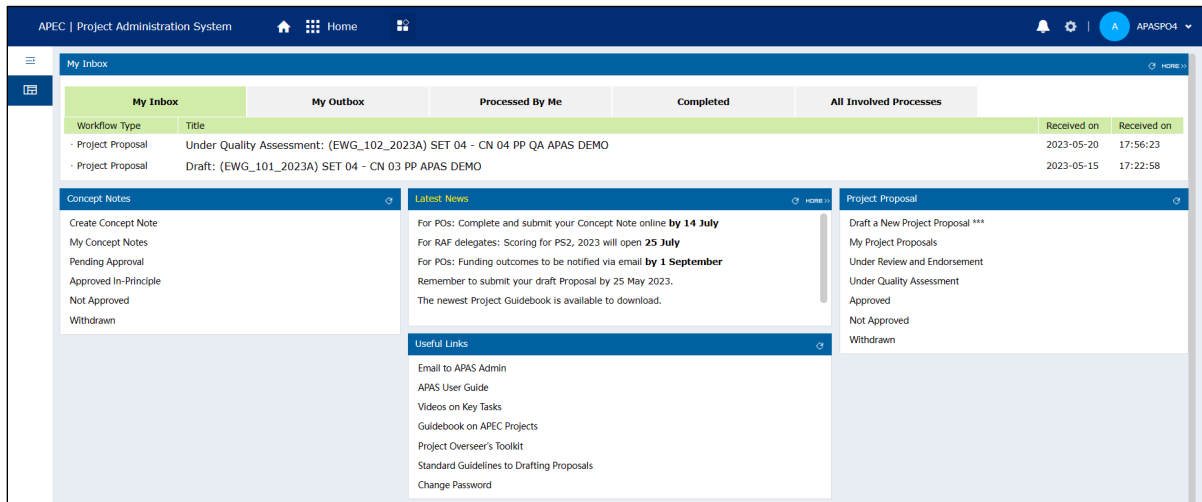 APEC | Project Administration System
Home
A
APASPO4
My Inbox
MORE
My Inbox
My Outbox
Processed By Me
Completed
All Involved Processes
Workflow Type
Title
Received on
Received on
· Project Proposal
Under Quality Assessment: (EWG_102_2023A) SET 04 - CN 04 PP QA APAS DEMO
2023-05-20
17:56:23
· Project Proposal
Draft: (EWG_101_2023A) SET 04 - CN 03 PP APAS DEMO
2023-05-15
17:22:58
Concept Notes
Create Concept Note
My Concept Notes
Pending Approval
Approved In-Principle
Not Approved
Withdrawn
Latest News
MORE
For POs: Complete and submit your Concept Note online by 14 July
For RAF delegates: Scoring for PS2, 2023 will open 25 July
For POs: Funding outcomes to be notified via email by 1 September
Remember to submit your draft Proposal by 25 May 2023.
The newest Project Guidebook is available to download.
Useful Links
Email to APAS Admin
APAS User Guide
Videos on Key Tasks
Guidebook on APEC Projects
Project Overseer's Toolkit
Standard Guidelines to Drafting Proposals
Change Password
Project Proposal
Draft a New Project Proposal ***
My Project Proposals
Under Review and Endorsement
Under Quality Assessment
Approved
Not Approved
Withdrawn